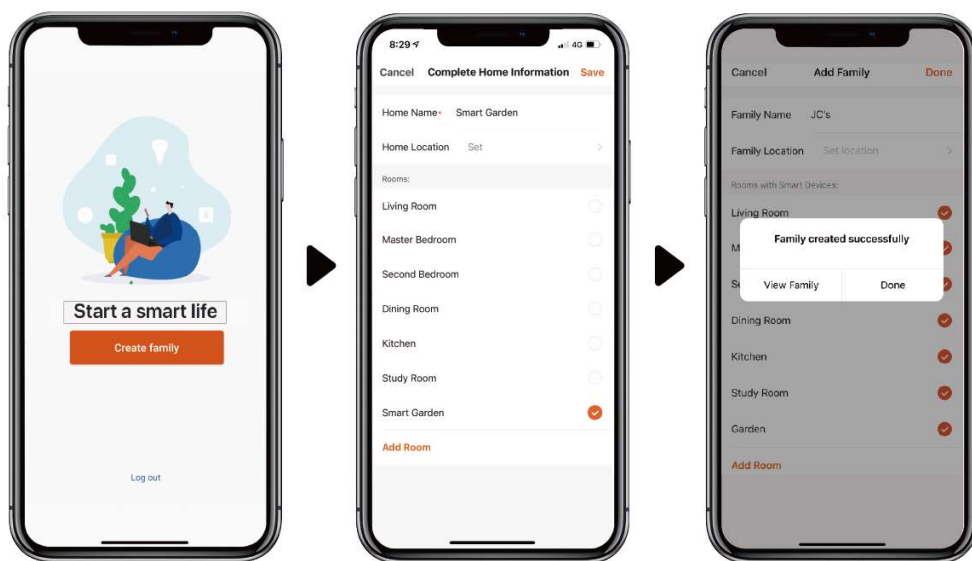 Start a smart life
Create family
Log out
8:29
4G
Cancel Complete Home Information Save
Home Name* Smart Garden
Home Location Set
Rooms:
Living Room
Master Bedroom
Second Bedroom
Dining Room
Kitchen
Study Room
Smart Garden
Add Room
Cancel Add Family Done
Family Name JC's
Family Location Set location
Rooms with Smart Devices:
Living Room
M
Se
Family created successfully
View Family Done
Dining Room
Kitchen
Study Room
Garden
Add Room